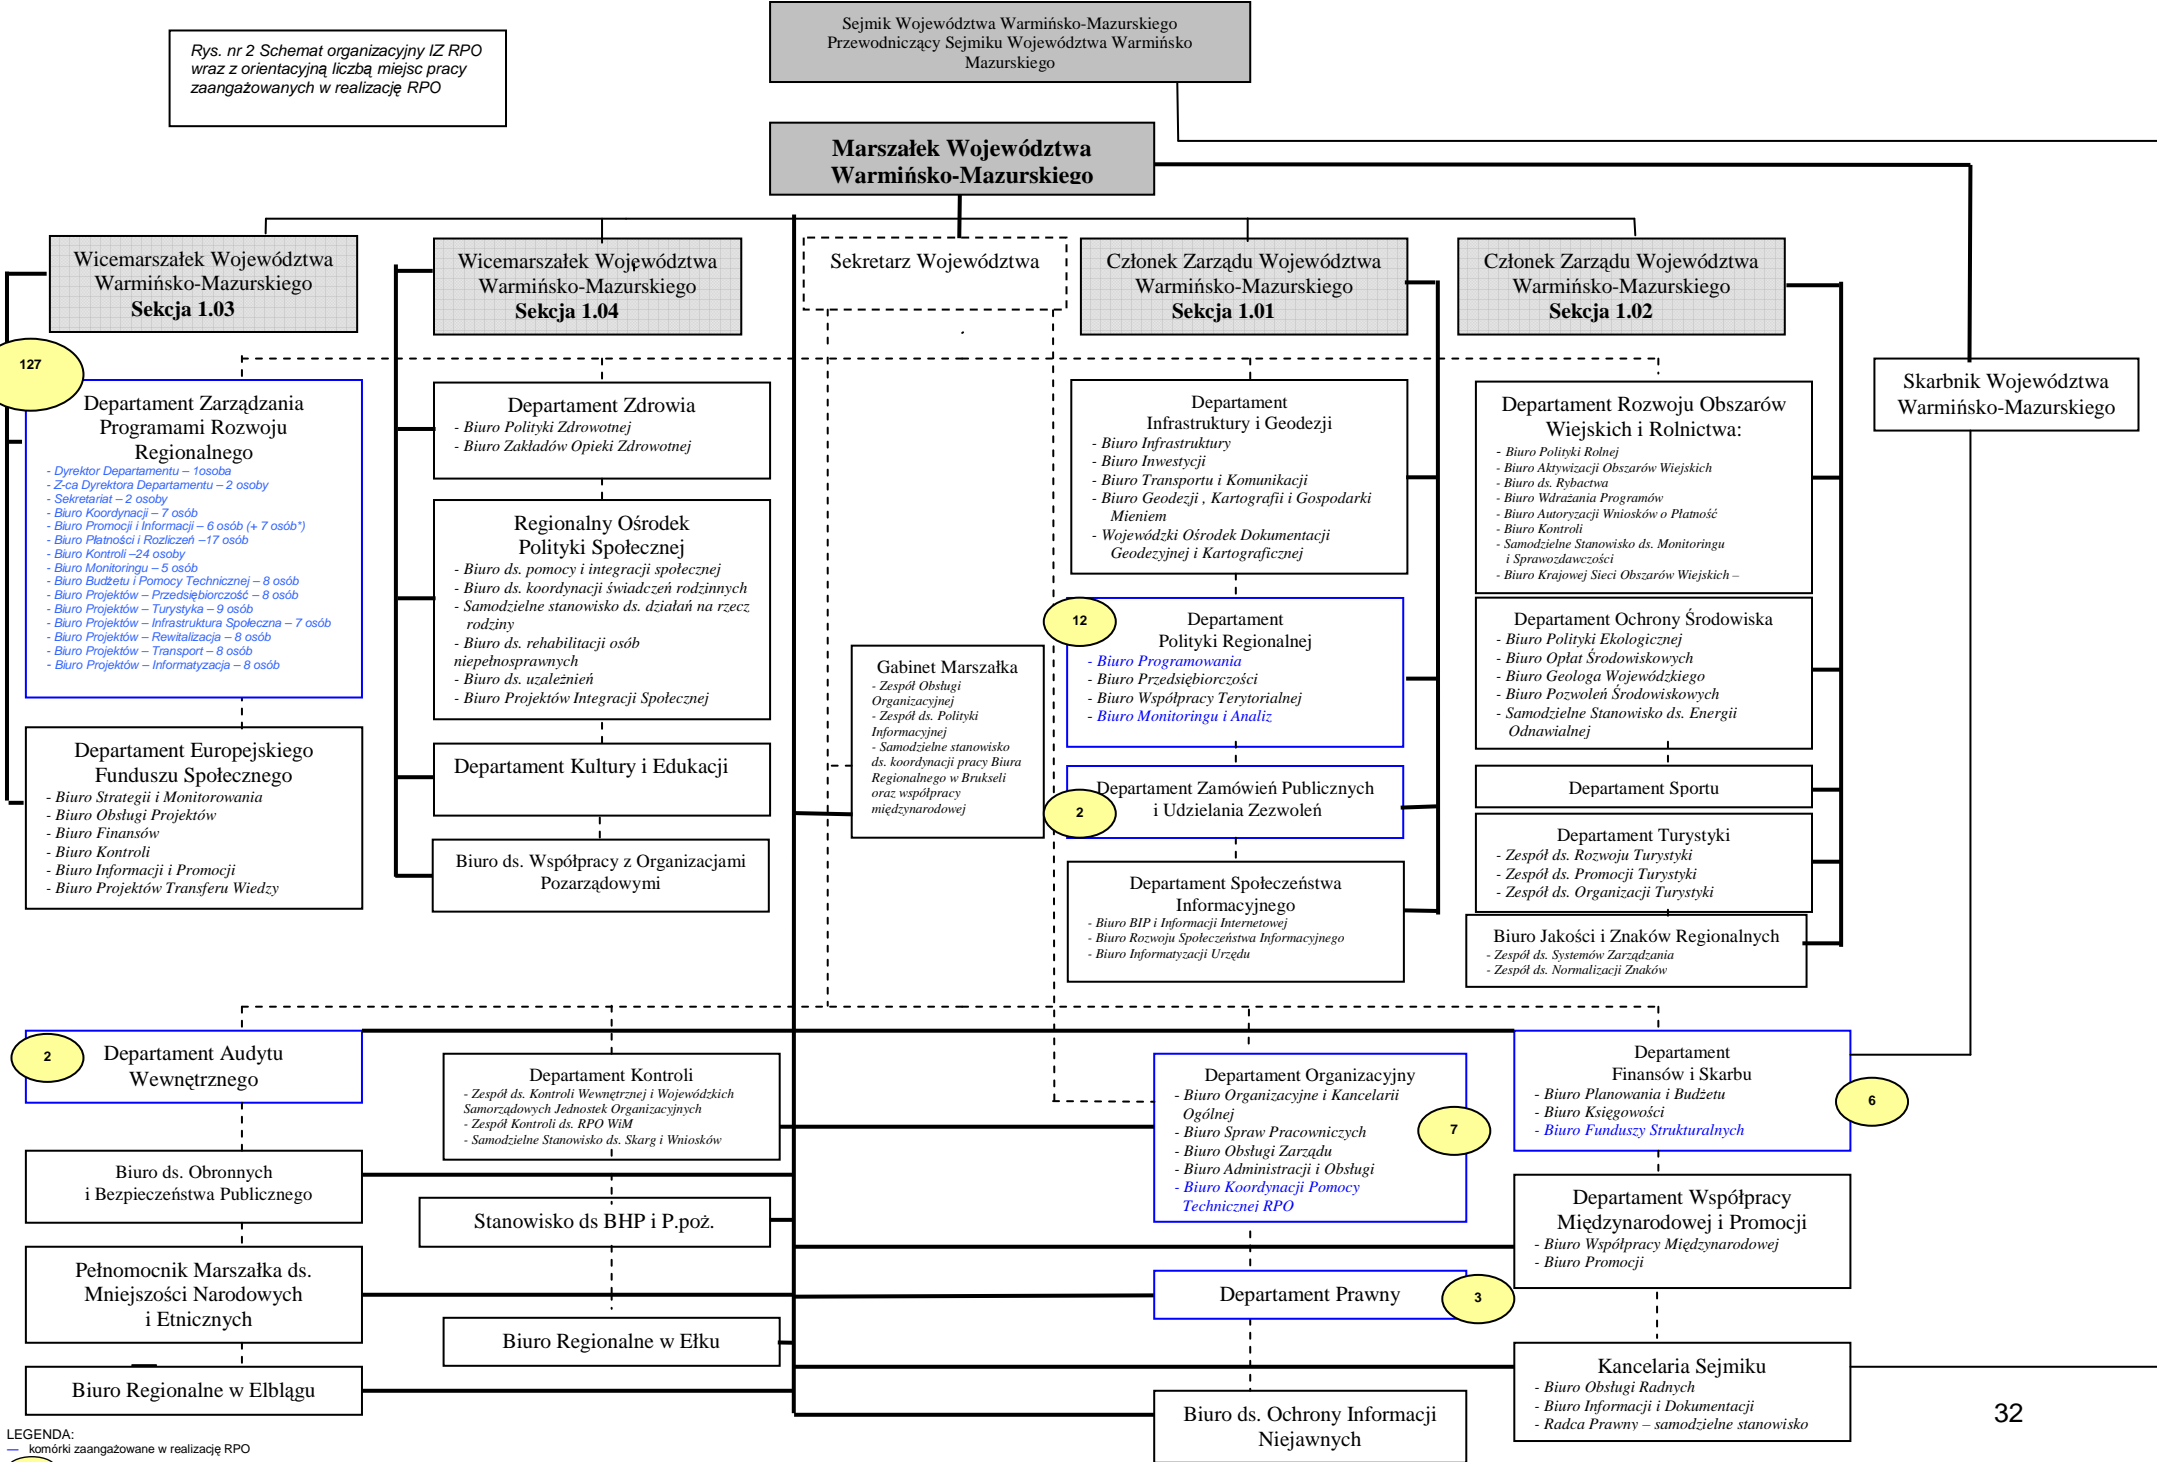 Rys. nr 2 Schemat organizacyjny IZ RPO
wraz z orientacyjną liczbą miejsc pracy
zaangażowanych w realizację RPO
Sejmik Województwa Warmińsko-Mazurskiego
Przewodniczący Sejmiku Województwa Warmińsko
Mazurskiego
Marszałek Województwa
Warmińsko-Mazurskiego
Wicemarszałek Województwa
Warmińsko-Mazurskiego
Sekcja 1.03
Wicemarszałek Województwa
Warmińsko-Mazurskiego
Sekcja 1.04
Sekretarz Województwa
Członek Zarządu Województwa
Warmińsko-Mazurskiego
Sekcja 1.01
Członek Zarządu Województwa
Warmińsko-Mazurskiego
Sekcja 1.02
Skarbnik Województwa
Warmińsko-Mazurskiego
127
Departament Zarządzania
Programami Rozwoju
Regionalnego
- Dyrektor Departamentu – 1osoba
- Z-ca Dyrektora Departamentu – 2 osoby
- Sekretariat – 2 osoby
- Biuro Koordynacji – 7 osób
- Biuro Promocji i Informacji – 6 osób (+ 7 osób*)
- Biuro Płatności i Rozliczeń –17 osób
- Biuro Kontroli –24 osoby
- Biuro Monitoringu – 5 osób
- Biuro Budżetu i Pomocy Technicznej – 8 osób
- Biuro Projektów – Przedsiębiorczość – 8 osób
- Biuro Projektów – Turystyka – 9 osób
- Biuro Projektów – Infrastruktura Społeczna – 7 osób
- Biuro Projektów – Rewitalizacja – 8 osób
- Biuro Projektów – Transport – 8 osób
- Biuro Projektów – Informatyzacja – 8 osób
Departament Europejskiego
Funduszu Społecznego
- Biuro Strategii i Monitorowania
- Biuro Obsługi Projektów
- Biuro Finansów
- Biuro Kontroli
- Biuro Informacji i Promocji
- Biuro Projektów Transferu Wiedzy
Departament Zdrowia
- Biuro Polityki Zdrowotnej
- Biuro Zakładów Opieki Zdrowotnej
Regionalny Ośrodek
Polityki Społecznej
- Biuro ds. pomocy i integracji społecznej
- Biuro ds. koordynacji świadczeń rodzinnych
- Samodzielne stanowisko ds. działań na rzecz
rodziny
- Biuro ds. rehabilitacji osób
niepełnosprawnych
- Biuro ds. uzależnień
- Biuro Projektów Integracji Społecznej
Departament Kultury i Edukacji
Biuro ds. Współpracy z Organizacjami
Pozarządowymi
Gabinet Marszałka
- Zespół Obsługi
Organizacyjnej
- Zespół ds. Polityki
Informacyjnej
- Samodzielne stanowisko
ds. koordynacji pracy Biura
Regionalnego w Brukseli
oraz współpracy
międzynarodowej
Departament
Infrastruktury i Geodezji
- Biuro Infrastruktury
- Biuro Inwestycji
- Biuro Transportu i Komunikacji
- Biuro Geodezji , Kartografii i Gospodarki
Mieniem
- Wojewódzki Ośrodek Dokumentacji
Geodezyjnej i Kartograficznej
12
Departament
Polityki Regionalnej
- Biuro Programowania
- Biuro Przedsiębiorczości
- Biuro Współpracy Terytorialnej
- Biuro Monitoringu i Analiz
2
Departament Zamówień Publicznych
i Udzielania Zezwoleń
Departament Społeczeństwa
Informacyjnego
- Biuro BIP i Informacji Internetowej
- Biuro Rozwoju Społeczeństwa Informacyjnego
- Biuro Informatyzacji Urzędu
Departament Rozwoju Obszarów
Wiejskich i Rolnictwa:
- Biuro Polityki Rolnej
- Biuro Aktywizacji Obszarów Wiejskich
- Biuro ds. Rybactwa
- Biuro Wdrażania Programów
- Biuro Autoryzacji Wniosków o Płatność
- Biuro Kontroli
- Samodzielne Stanowisko ds. Monitoringu
i Sprawozdawczości
- Biuro Krajowej Sieci Obszarów Wiejskich –
Departament Ochrony Środowiska
- Biuro Polityki Ekologicznej
- Biuro Opłat Środowiskowych
- Biuro Geologa Wojewódzkiego
- Biuro Pozwoleń Środowiskowych
- Samodzielne Stanowisko ds. Energii
Odnawialnej
Departament Sportu
Departament Turystyki
- Zespół ds. Rozwoju Turystyki
- Zespół ds. Promocji Turystyki
- Zespół ds. Organizacji Turystyki
Biuro Jakości i Znaków Regionalnych
- Zespół ds. Systemów Zarządzania
- Zespół ds. Normalizacji Znaków
2
Departament Audytu
Wewnętrznego
Biuro ds. Obronnych
i Bezpieczeństwa Publicznego
Pełnomocnik Marszałka ds.
Mniejszości Narodowych
i Etnicznych
Biuro Regionalne w Elblągu
Departament Kontroli
- Zespół ds. Kontroli Wewnętrznej i Wojewódzkich
Samorządowych Jednostek Organizacyjnych
- Zespół Kontroli ds. RPO WiM
- Samodzielne Stanowisko ds. Skarg i Wniosków
Stanowisko ds BHP i P.poż.
Biuro Regionalne w Ełku
Departament Organizacyjny
- Biuro Organizacyjne i Kancelarii
Ogólnej
- Biuro Spraw Pracowniczych
- Biuro Obsługi Zarządu
- Biuro Administracji i Obsługi
- Biuro Koordynacji Pomocy
Technicznej RPO
7
Departament Prawny
3
Biuro ds. Ochrony Informacji
Niejawnych
Departament
Finansów i Skarbu
- Biuro Planowania i Budżetu
- Biuro Księgowości
- Biuro Funduszy Strukturalnych
6
Departament Współpracy
Międzynarodowej i Promocji
- Biuro Współpracy Międzynarodowej
- Biuro Promocji
Kancelaria Sejmiku
- Biuro Obsługi Radnych
- Biuro Informacji i Dokumentacji
- Radca Prawny – samodzielne stanowisko
32
LEGENDA:
komórki zaangażowane w realizację RPO